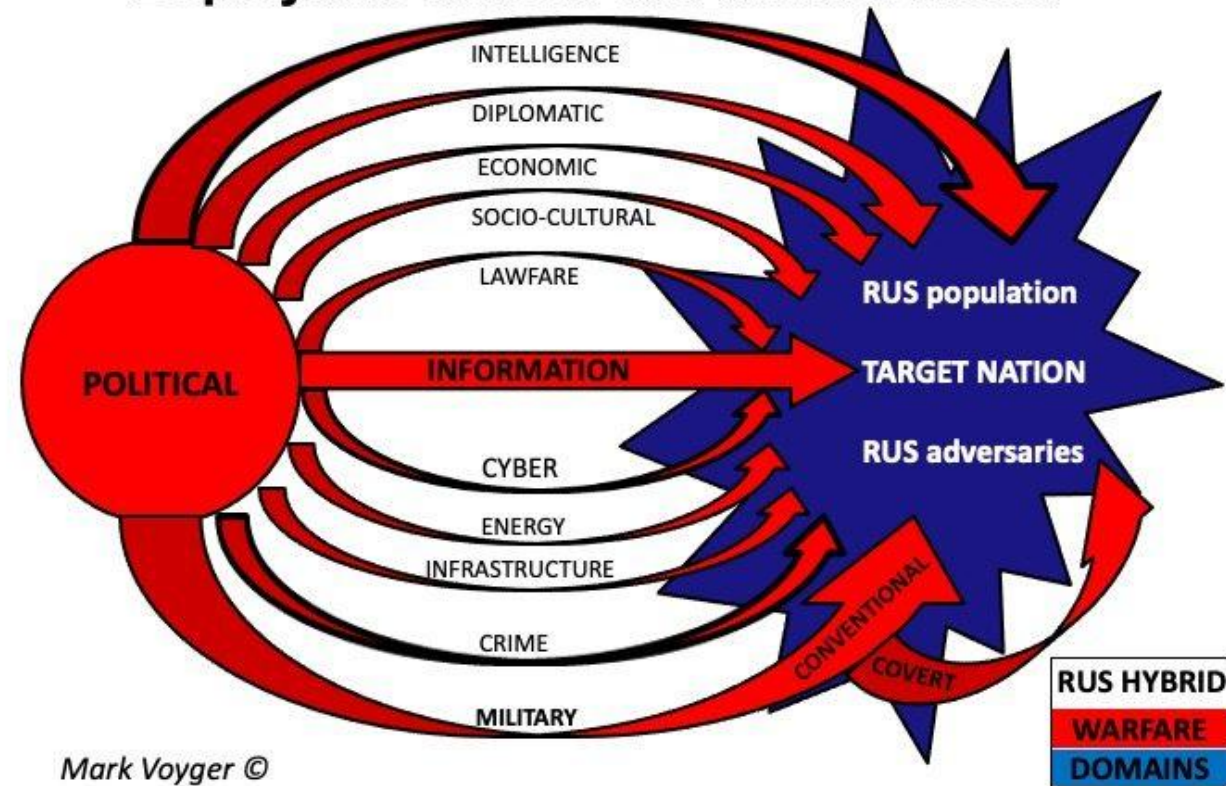 INTELLIGENCE
DIPLOMATIC
ECONOMIC
SOCIO-CULTURAL
LAWFARE
RUS population
POLITICAL
INFORMATION
TARGET NATION
RUS adversaries
CYBER
ENERGY
INFRASTRUCTURE
CRIME
CONVENTIONAL
COVERT
MILITARY
RUS HYBRID
WARFARE
DOMAINS
Mark Voyger ©